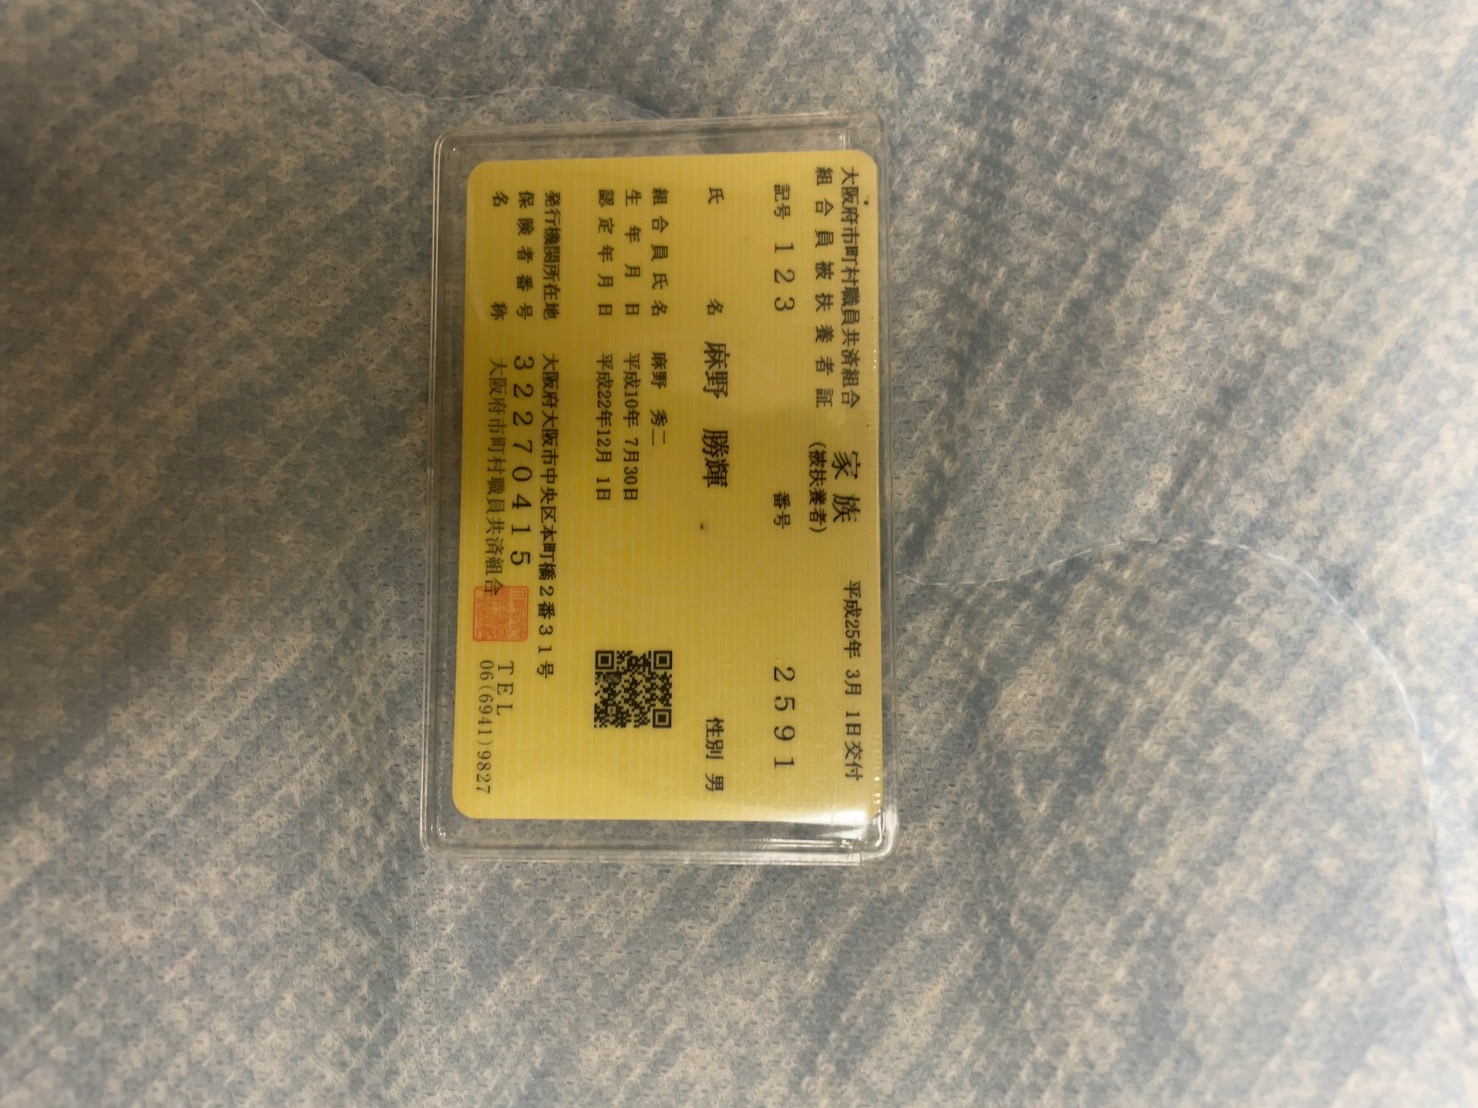 大阪府市町村職員共済組合 家族 平成25年 3月 1日交付
組合員被扶養者証 (被扶養者)
記号 123 番号 2591
氏名 麻野 勝輝 性別 男
組合員氏名 麻野 秀二
生年月日 平成10年 7月30日
認定年月日 平成22年12月 1日
発行機関所在地 大阪府大阪市中央区本町橋2番31号
保険者番号 32270415 TEL
名称 大阪府市町村職員共済組合 06(6941)9827